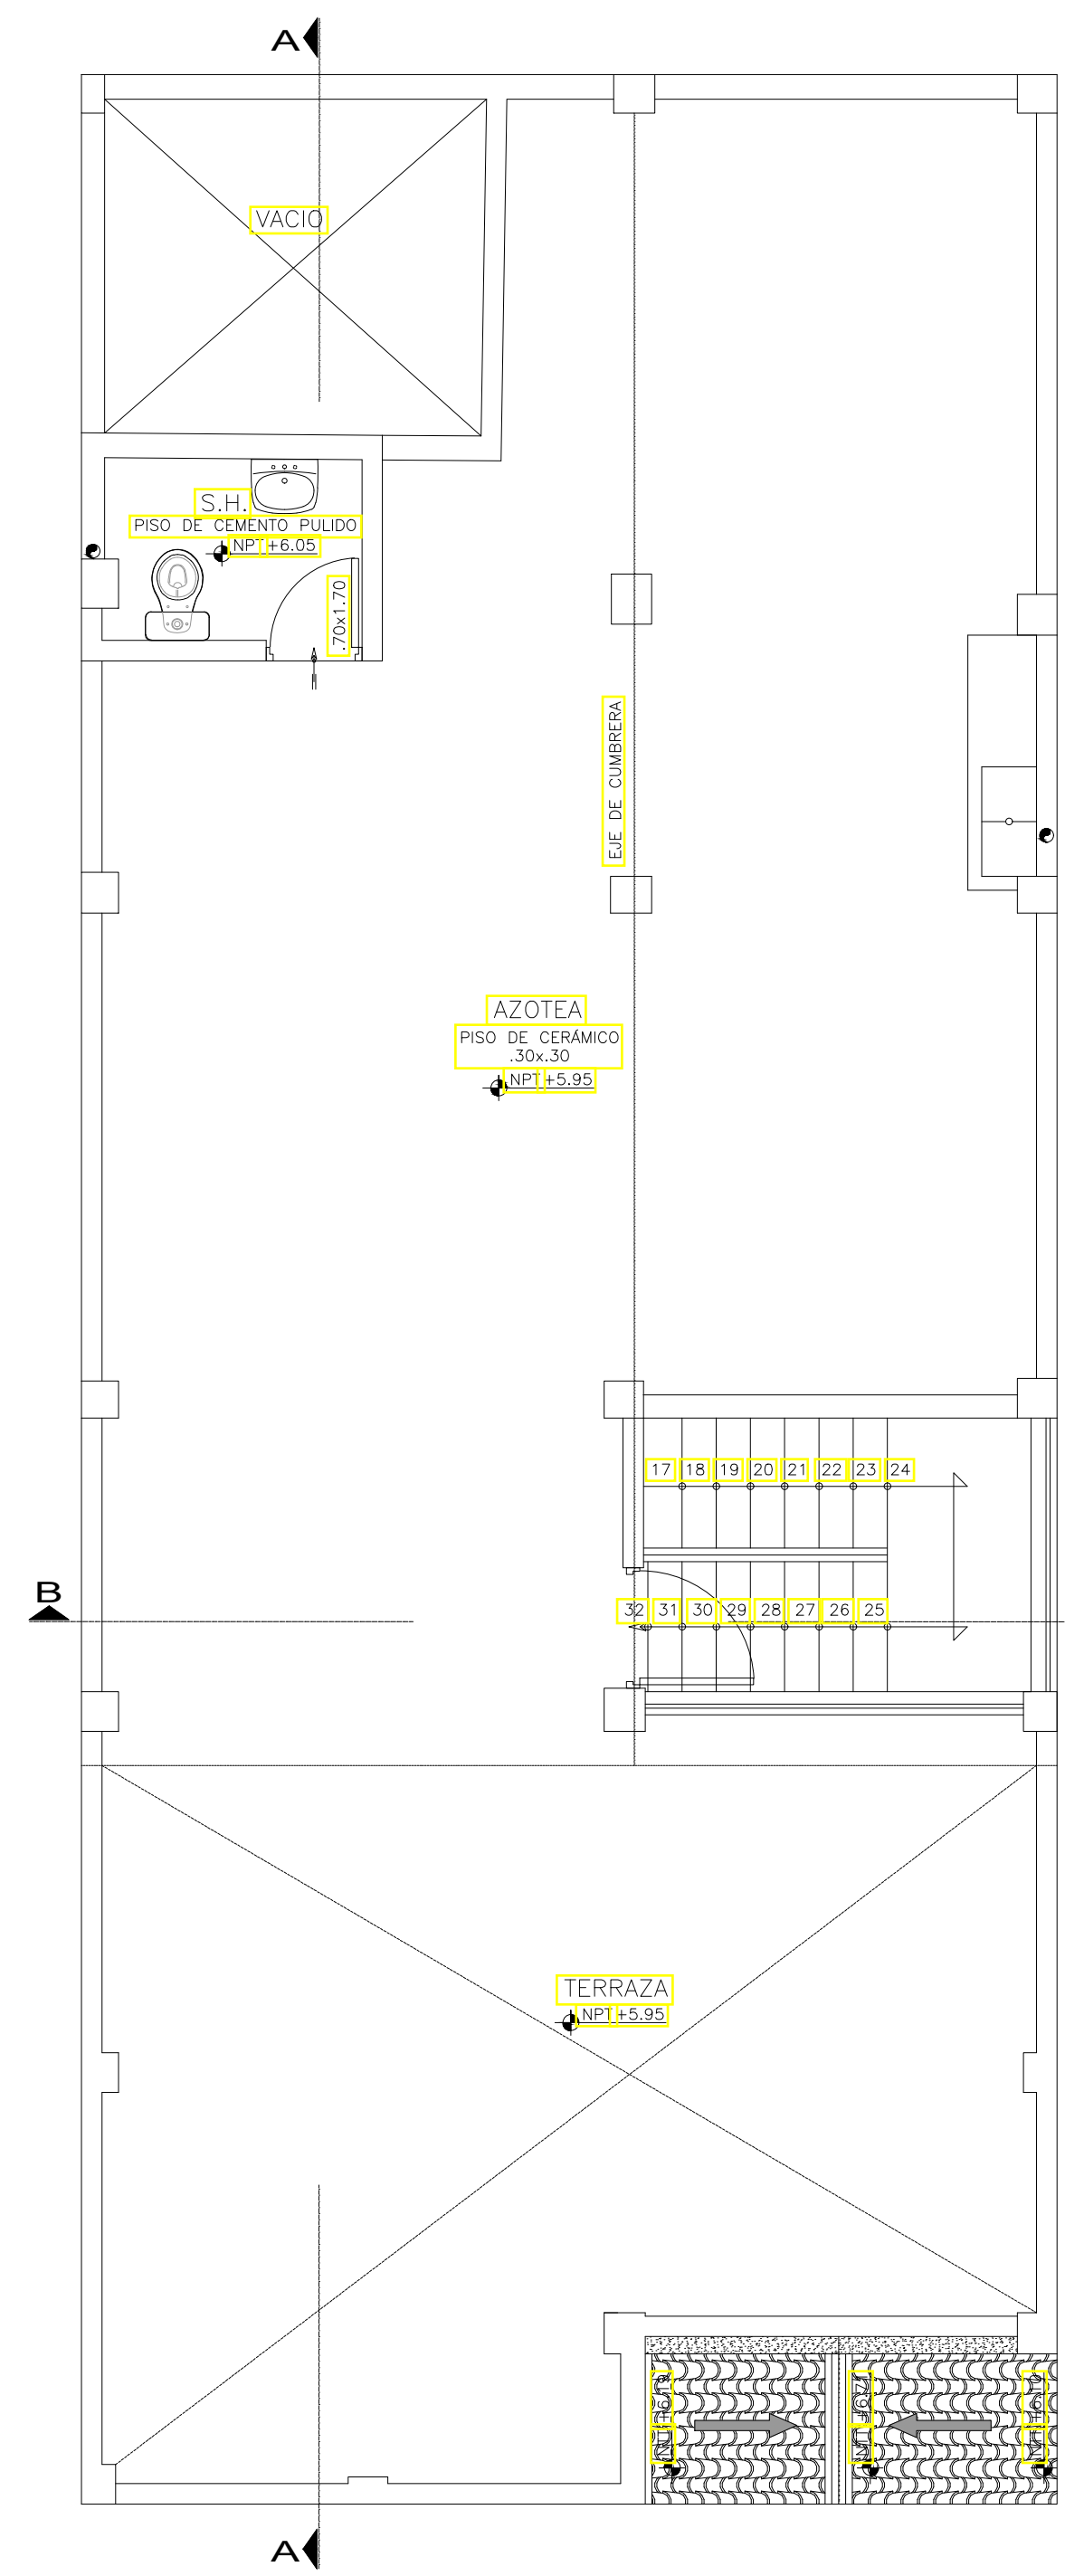 A
VACIO
S.H.
PISO DE CEMENTO PULIDO
NPT +6.05
.70x1.70
EJE DE CUMBRERA
AZOTEA
PISO DE CERÁMICO
.30x.30
NPT +5.95
17 18 19 20 21 22 23 24
B
32 31 30 29 28 27 26 25
TERRAZA
NPT +5.95
A